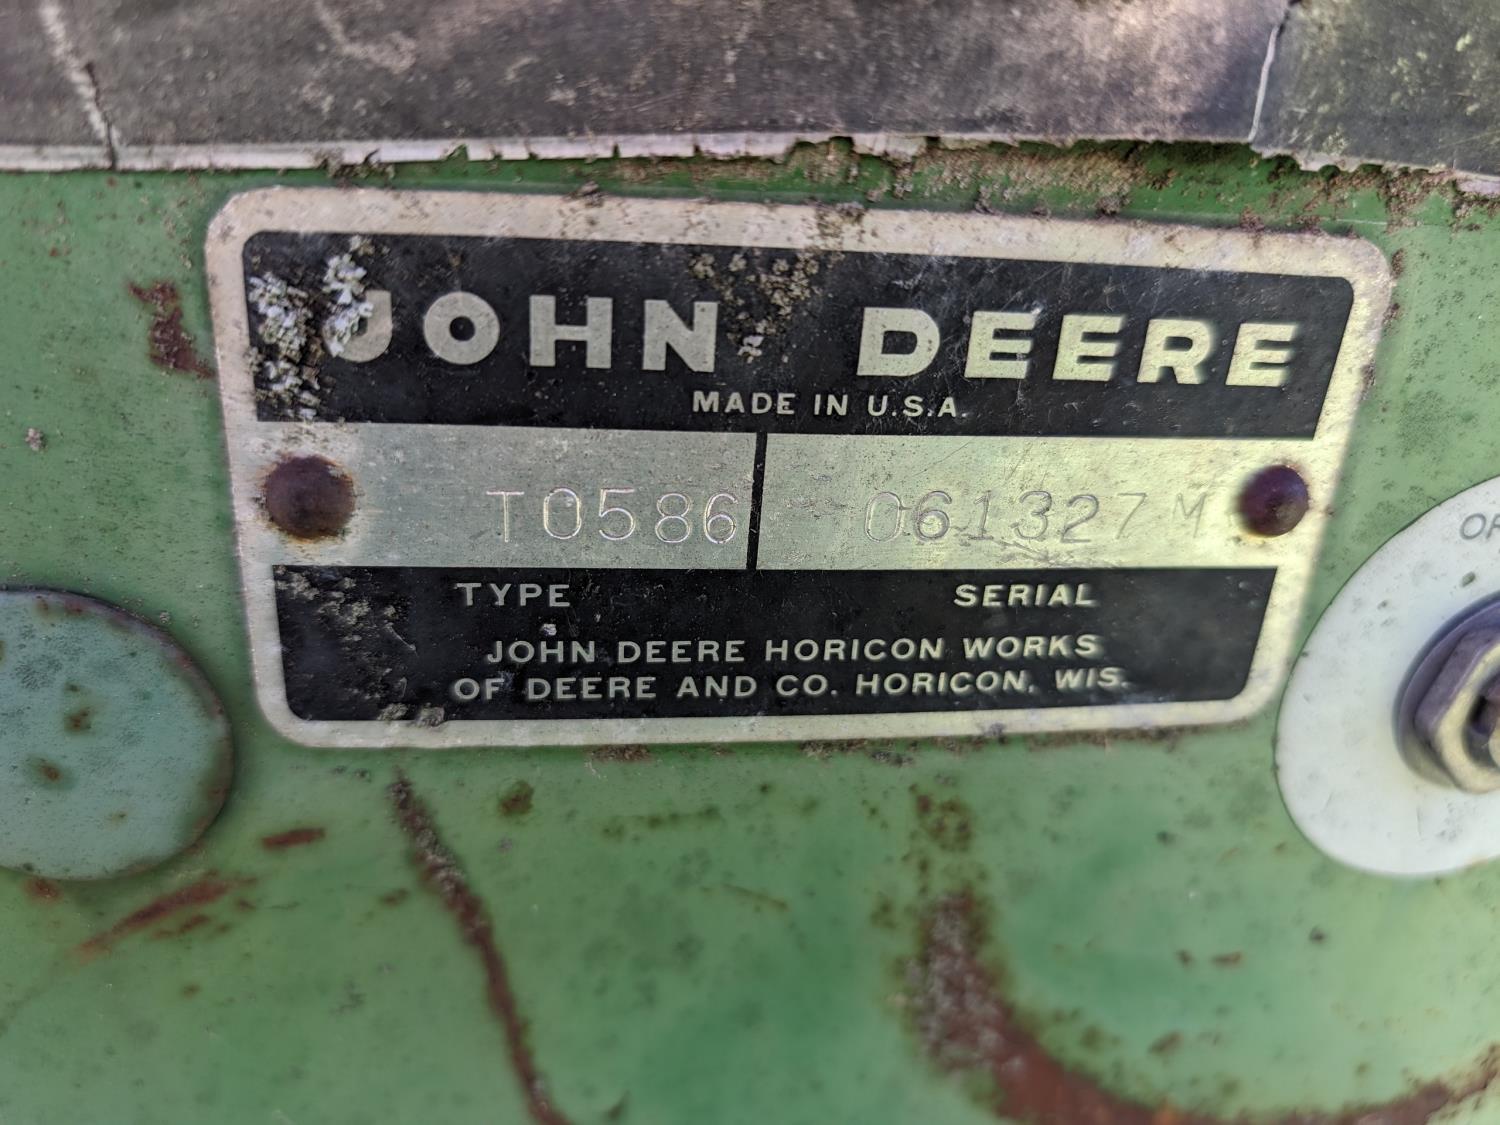 JOHN DEERE
MADE IN U.S.A.
T0586 061327M
TYPE SERIAL
JOHN DEERE HORICON WORKS
OF DEERE AND CO. HORICON, WIS.